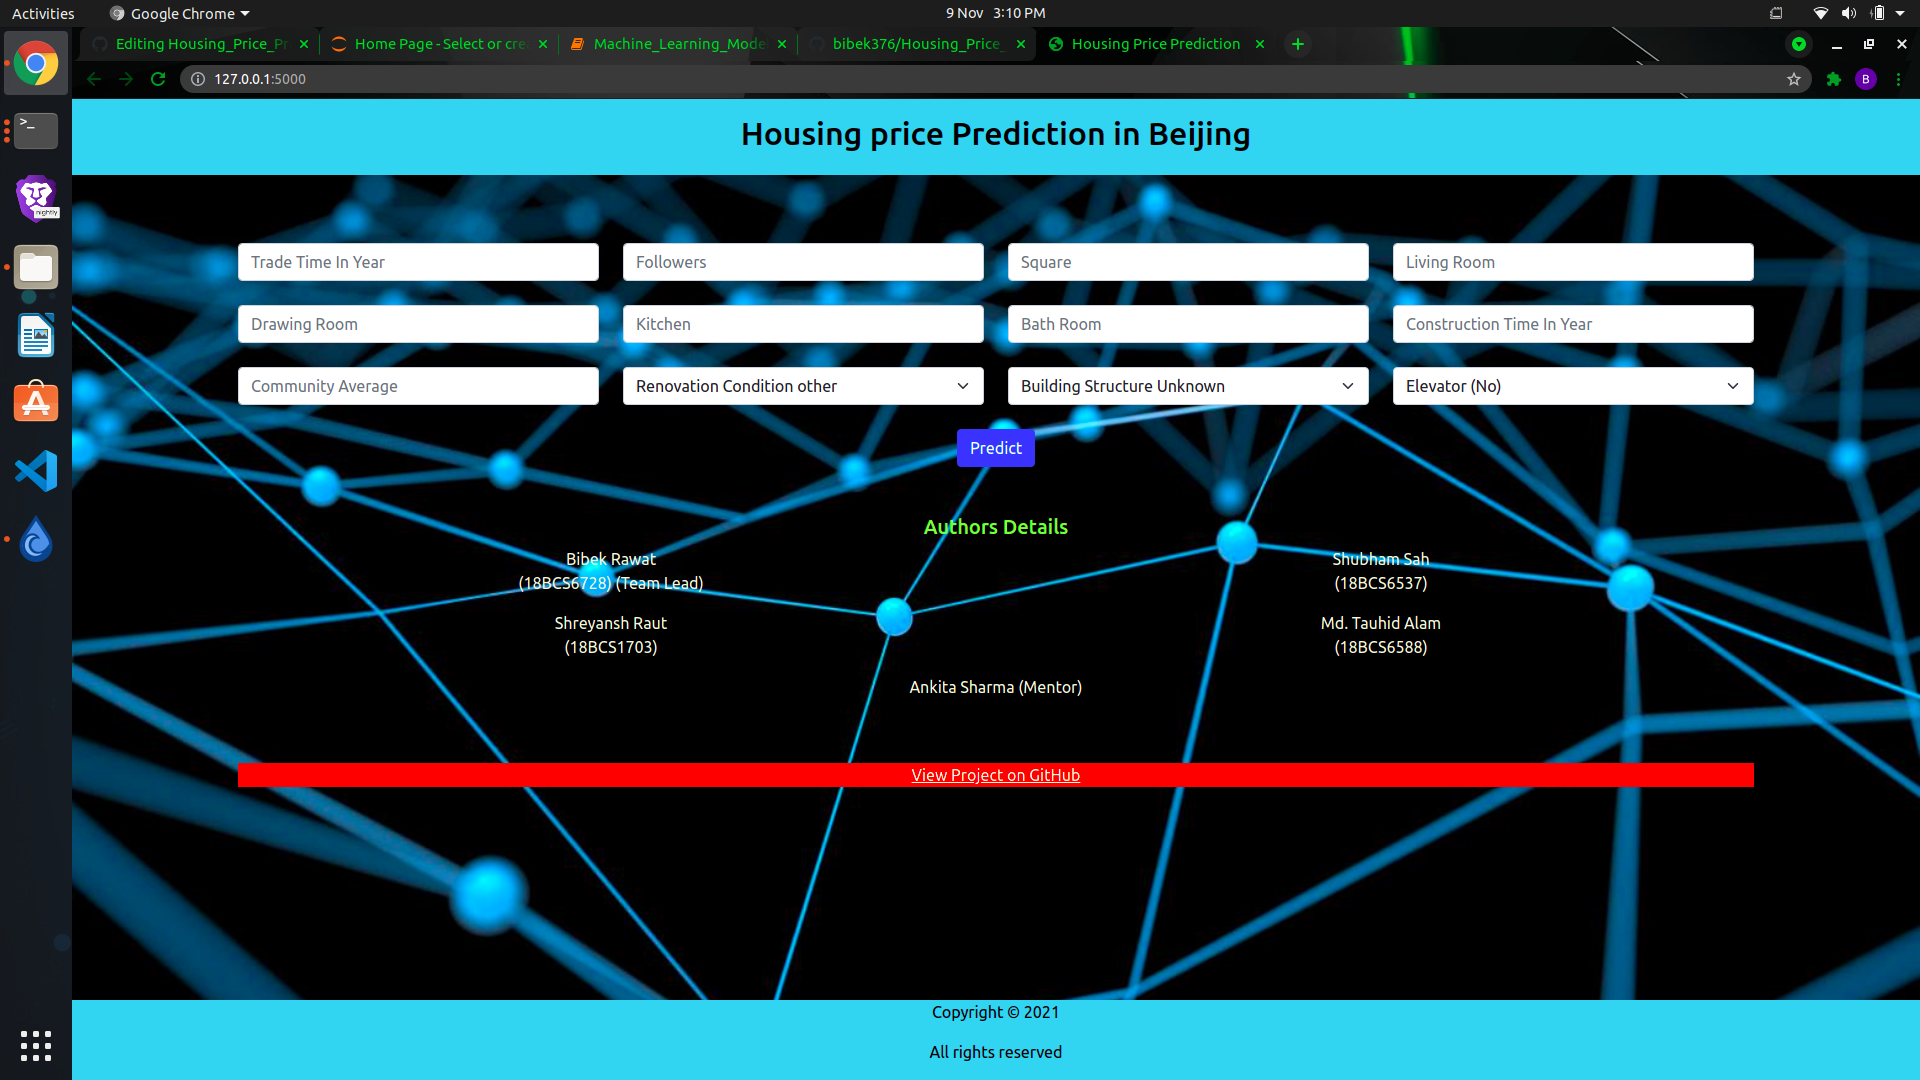 Activities
Google Chrome
9 Nov 3:10 PM
Editing Housing_Price_Pr
Home Page - Select or cre
Machine_Learning_Mode
bibek376/Housing_Price_
Housing Price Prediction
127.0.0.1:5000
B
>_
nightly
Housing price Prediction in Beijing
Trade Time In Year
Followers
Square
Living Room
Drawing Room
Kitchen
Bath Room
Construction Time In Year
Community Average
Renovation Condition other
Building Structure Unknown
Elevator (No)
Predict
Authors Details
Bibek Rawat
(18BCS6728) (Team Lead)
Shubham Sah
(18BCS6537)
Shreyansh Raut
(18BCS1703)
Md. Tauhid Alam
(18BCS6588)
Ankita Sharma (Mentor)
View Project on GitHub
Copyright © 2021
All rights reserved